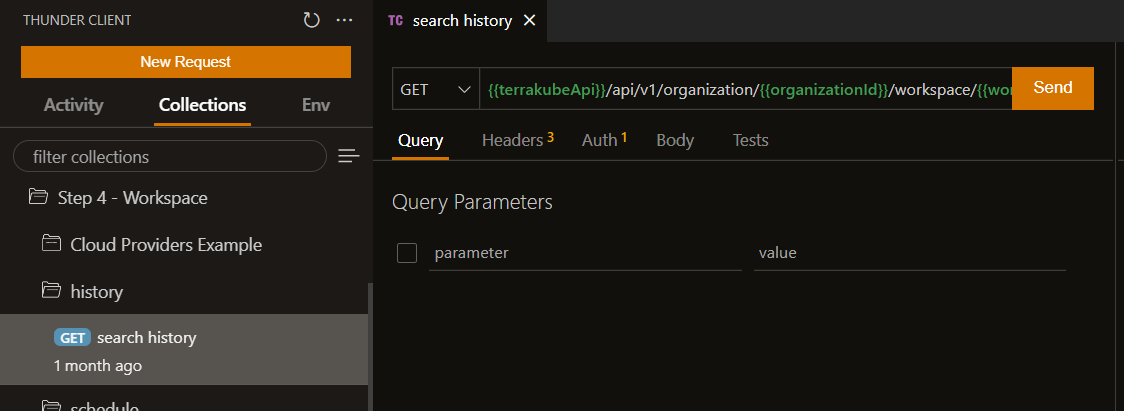 THUNDER CLIENT
New Request
Activity Collections Env
filter collections
Step 4 - Workspace
Cloud Providers Example
history
GET search history
1 month ago
schedule
TC search history
GET {{terrakubeApi}}/api/v1/organization/{{organizationId}}/workspace/{{wor Send
Query Headers 3 Auth 1 Body Tests
Query Parameters
parameter value